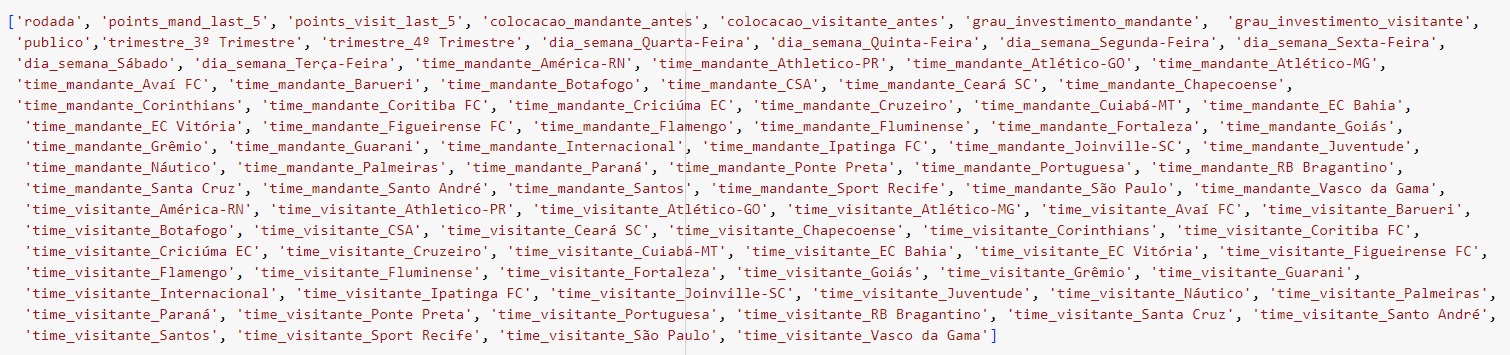 ['rodada', 'points_mand_last_5', 'points_visit_last_5', 'colocacao_mandante_antes', 'colocacao_visitante_antes', 'grau_investimento_mandante', 'grau_investimento_visitante',
'publico','trimestre_3º Trimestre', 'trimestre_4º Trimestre', 'dia_semana_Quarta-Feira', 'dia_semana_Quinta-Feira', 'dia_semana_Segunda-Feira', 'dia_semana_Sexta-Feira',
'dia_semana_Sábado', 'dia_semana_Terça-Feira', 'time_mandante_América-RN', 'time_mandante_Athletico-PR', 'time_mandante_Atlético-GO', 'time_mandante_Atlético-MG',
'time_mandante_Avaí FC', 'time_mandante_Barueri', 'time_mandante_Botafogo', 'time_mandante_CSA', 'time_mandante_Ceará SC', 'time_mandante_Chapecoense',
'time_mandante_Corinthians', 'time_mandante_Coritiba FC', 'time_mandante_Criciúma EC', 'time_mandante_Cruzeiro', 'time_mandante_Cuiabá-MT', 'time_mandante_EC Bahia',
'time_mandante_EC Vitória', 'time_mandante_Figueirense FC', 'time_mandante_Flamengo', 'time_mandante_Fluminense', 'time_mandante_Fortaleza', 'time_mandante_Goiás',
'time_mandante_Grêmio', 'time_mandante_Guarani', 'time_mandante_Internacional', 'time_mandante_Ipatinga FC', 'time_mandante_Joinville-SC', 'time_mandante_Juventude',
'time_mandante_Náutico', 'time_mandante_Palmeiras', 'time_mandante_Paraná', 'time_mandante_Ponte Preta', 'time_mandante_Portuguesa', 'time_mandante_RB Bragantino',
'time_mandante_Santa Cruz', 'time_mandante_Santo André', 'time_mandante_Santos', 'time_mandante_Sport Recife', 'time_mandante_São Paulo', 'time_mandante_Vasco da Gama',
'time_visitante_América-RN', 'time_visitante_Athletico-PR', 'time_visitante_Atlético-GO', 'time_visitante_Atlético-MG', 'time_visitante_Avaí FC', 'time_visitante_Barueri',
'time_visitante_Botafogo', 'time_visitante_CSA', 'time_visitante_Ceará SC', 'time_visitante_Chapecoense', 'time_visitante_Corinthians', 'time_visitante_Coritiba FC',
'time_visitante_Criciúma EC', 'time_visitante_Cruzeiro', 'time_visitante_Cuiabá-MT', 'time_visitante_EC Bahia', 'time_visitante_EC Vitória', 'time_visitante_Figueirense FC',
'time_visitante_Flamengo', 'time_visitante_Fluminense', 'time_visitante_Fortaleza', 'time_visitante_Goiás', 'time_visitante_Grêmio', 'time_visitante_Guarani',
'time_visitante_Internacional', 'time_visitante_Ipatinga FC', 'time_visitante_Joinville-SC', 'time_visitante_Juventude', 'time_visitante_Náutico', 'time_visitante_Palmeiras',
'time_visitante_Paraná', 'time_visitante_Ponte Preta', 'time_visitante_Portuguesa', 'time_visitante_RB Bragantino', 'time_visitante_Santa Cruz', 'time_visitante_Santo André',
'time_visitante_Santos', 'time_visitante_Sport Recife', 'time_visitante_São Paulo', 'time_visitante_Vasco da Gama']